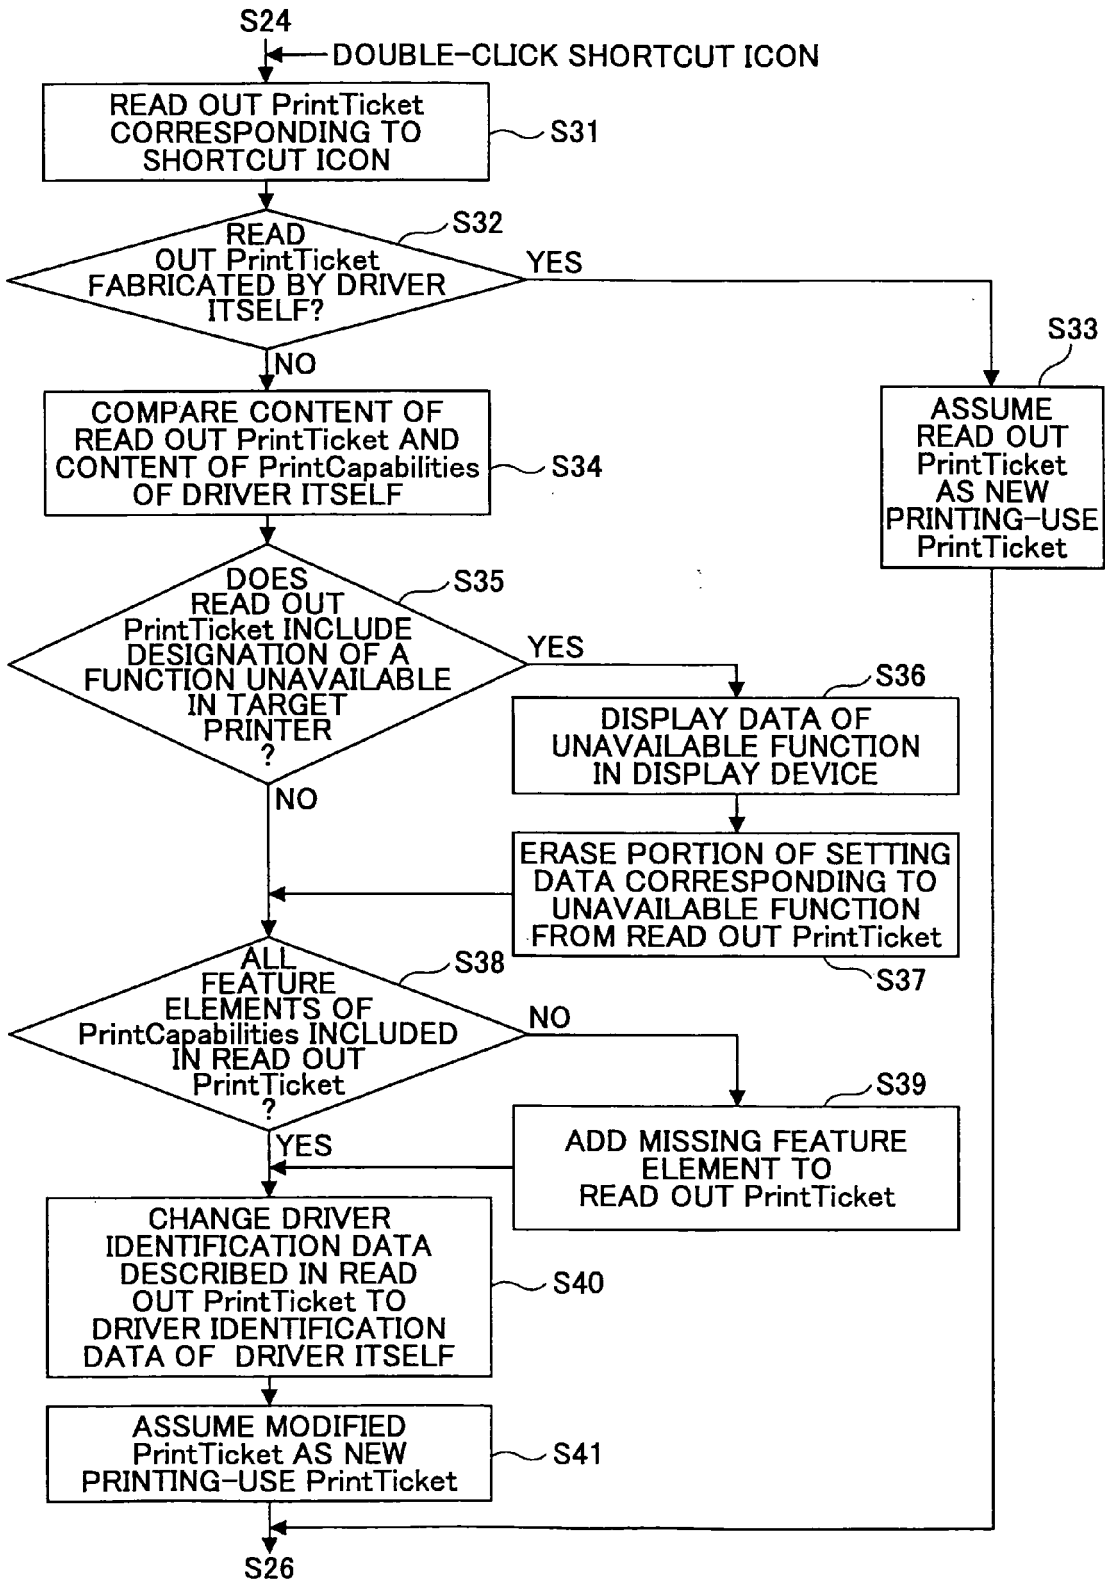 S24
DOUBLE-CLICK SHORTCUT ICON
READ OUT PrintTicket
CORRESPONDING TO
SHORTCUT ICON
S31
S32
READ
OUT PrintTicket
FABRICATED BY DRIVER
ITSELF?
YES
NO
S33
ASSUME
READ OUT
PrintTicket
AS NEW
PRINTING-USE
PrintTicket
COMPARE CONTENT OF
READ OUT PrintTicket AND
CONTENT OF PrintCapabilities
OF DRIVER ITSELF
S34
S35
DOES
READ OUT
PrintTicket INCLUDE
DESIGNATION OF A
FUNCTION UNAVAILABLE
IN TARGET
PRINTER
?
YES
NO
S36
DISPLAY DATA OF
UNAVAILABLE FUNCTION
IN DISPLAY DEVICE
ERASE PORTION OF SETTING
DATA CORRESPONDING TO
UNAVAILABLE FUNCTION
FROM READ OUT PrintTicket
S37
S38
ALL
FEATURE
ELEMENTS OF
PrintCapabilities INCLUDED
IN READ OUT
PrintTicket
?
NO
YES
S39
ADD MISSING FEATURE
ELEMENT TO
READ OUT PrintTicket
CHANGE DRIVER
IDENTIFICATION DATA
DESCRIBED IN READ
OUT PrintTicket TO
DRIVER IDENTIFICATION
DATA OF DRIVER ITSELF
S40
ASSUME MODIFIED
PrintTicket AS NEW
PRINTING-USE PrintTicket
S41
S26